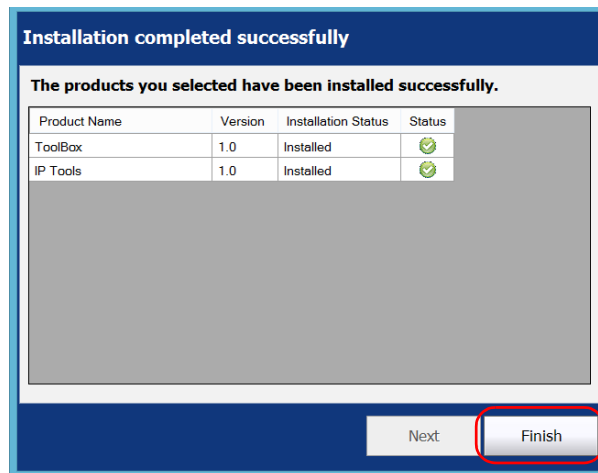 Installation completed successfully
The products you selected have been installed successfully.
Product Name Version Installation Status Status
ToolBox 1.0 Installed
IP Tools 1.0 Installed
Next Finish